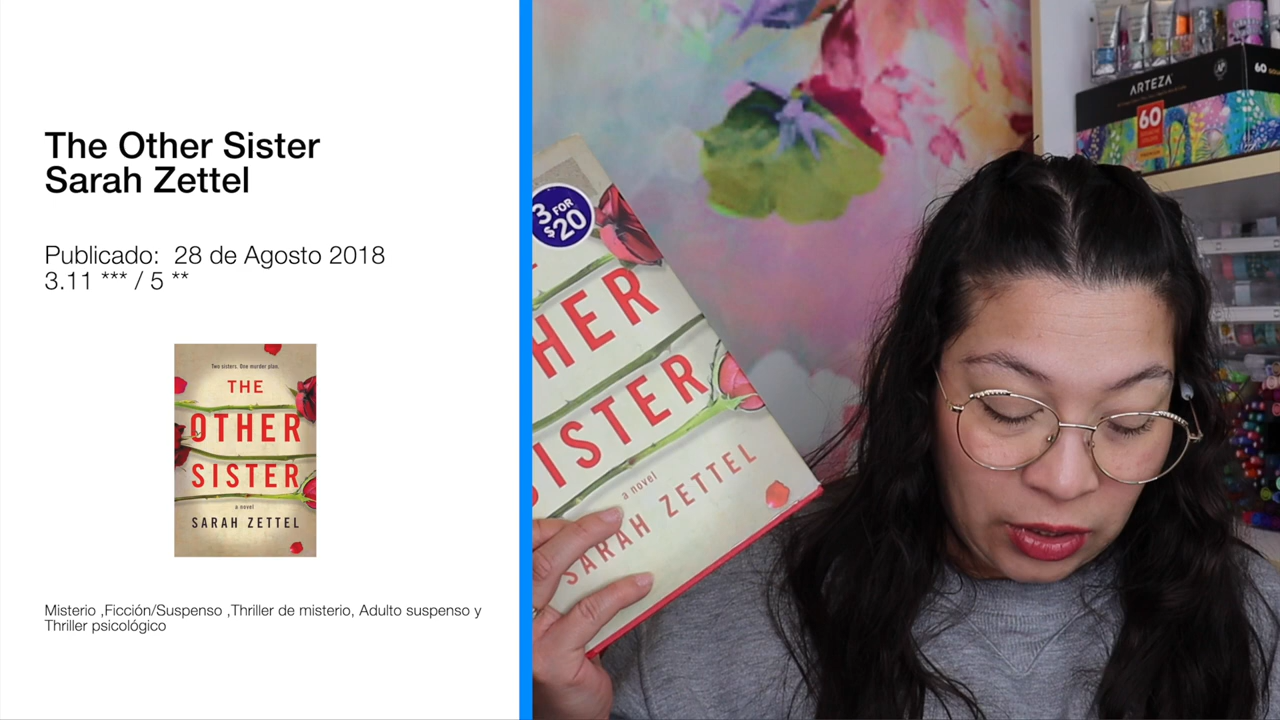 The Other Sister
Sarah Zettel
Publicado:  28 de Agosto 2018
3.11 *** / 5 **
Two sisters. One murder plan.
THE
OTHER
SISTER
a novel
SARAH ZETTEL
Misterio ,Ficción/Suspenso ,Thriller de misterio, Adulto suspenso y
Thriller psicológico
3 FOR
$20
HER
SISTER
a novel
SARAH ZETTEL
ARTEZA
60
60